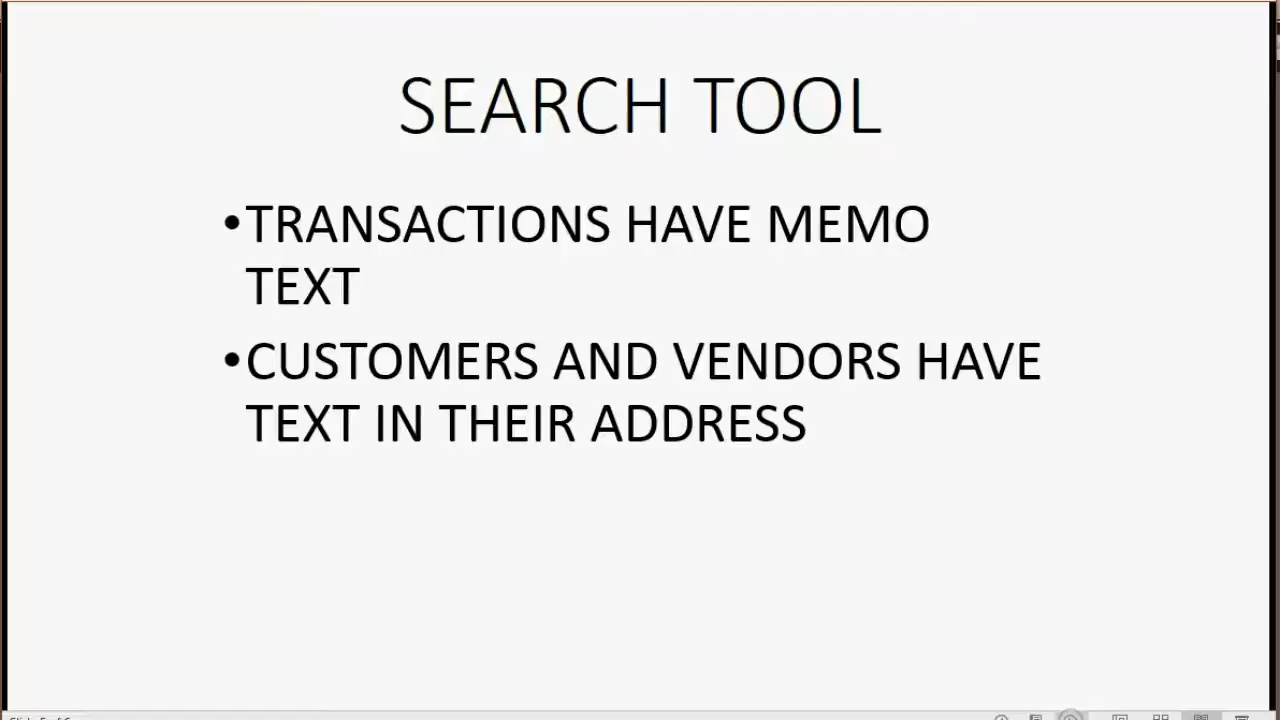 SEARCH TOOL
•TRANSACTIONS HAVE MEMO
TEXT
•CUSTOMERS AND VENDORS HAVE
TEXT IN THEIR ADDRESS